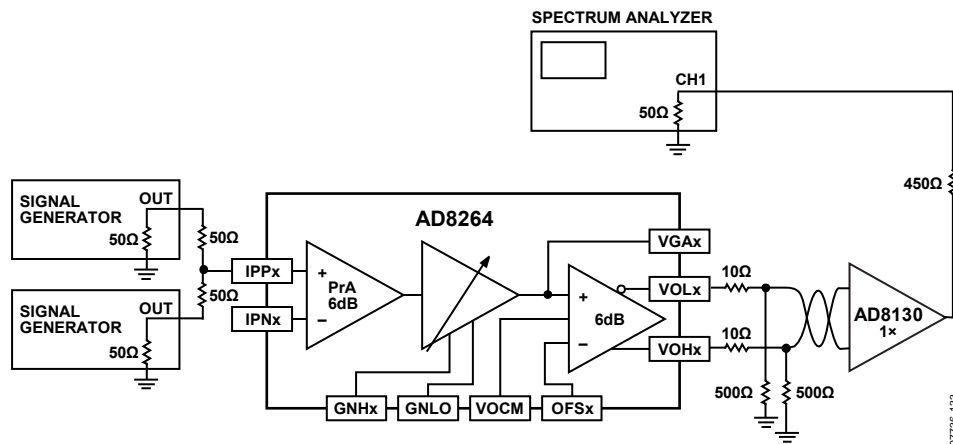 SPECTRUM ANALYZER
CH1
50Ω
450Ω
SIGNAL
GENERATOR
OUT
50Ω
50Ω
SIGNAL
GENERATOR
OUT
50Ω
50Ω
AD8264
IPPx
IPNx
+
PrA
6dB
−
+
6dB
−
VGAx
VOLx
VOHx
10Ω
10Ω
AD8130
1×
500Ω
500Ω
GNHx
GNLO
VOCM
OFSx